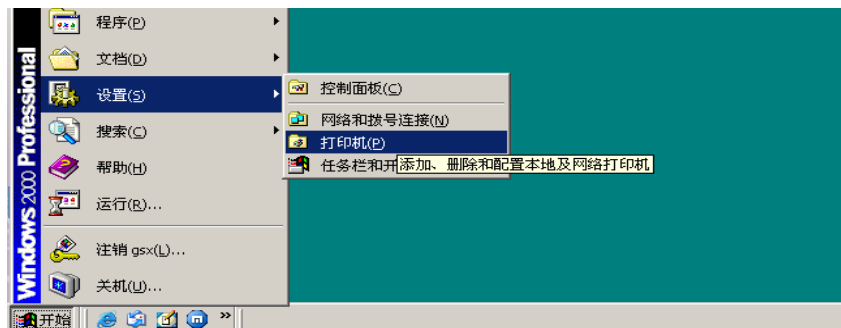 Windows 2000 Professional
程序(P)
文档(D)
设置(S)
搜索(C)
帮助(H)
运行(R)...
注销 gsx(L)...
关机(U)...
控制面板(C)
网络和拨号连接(N)
打印机(P)
任务栏和开
添加、删除和配置本地及网络打印机
开始